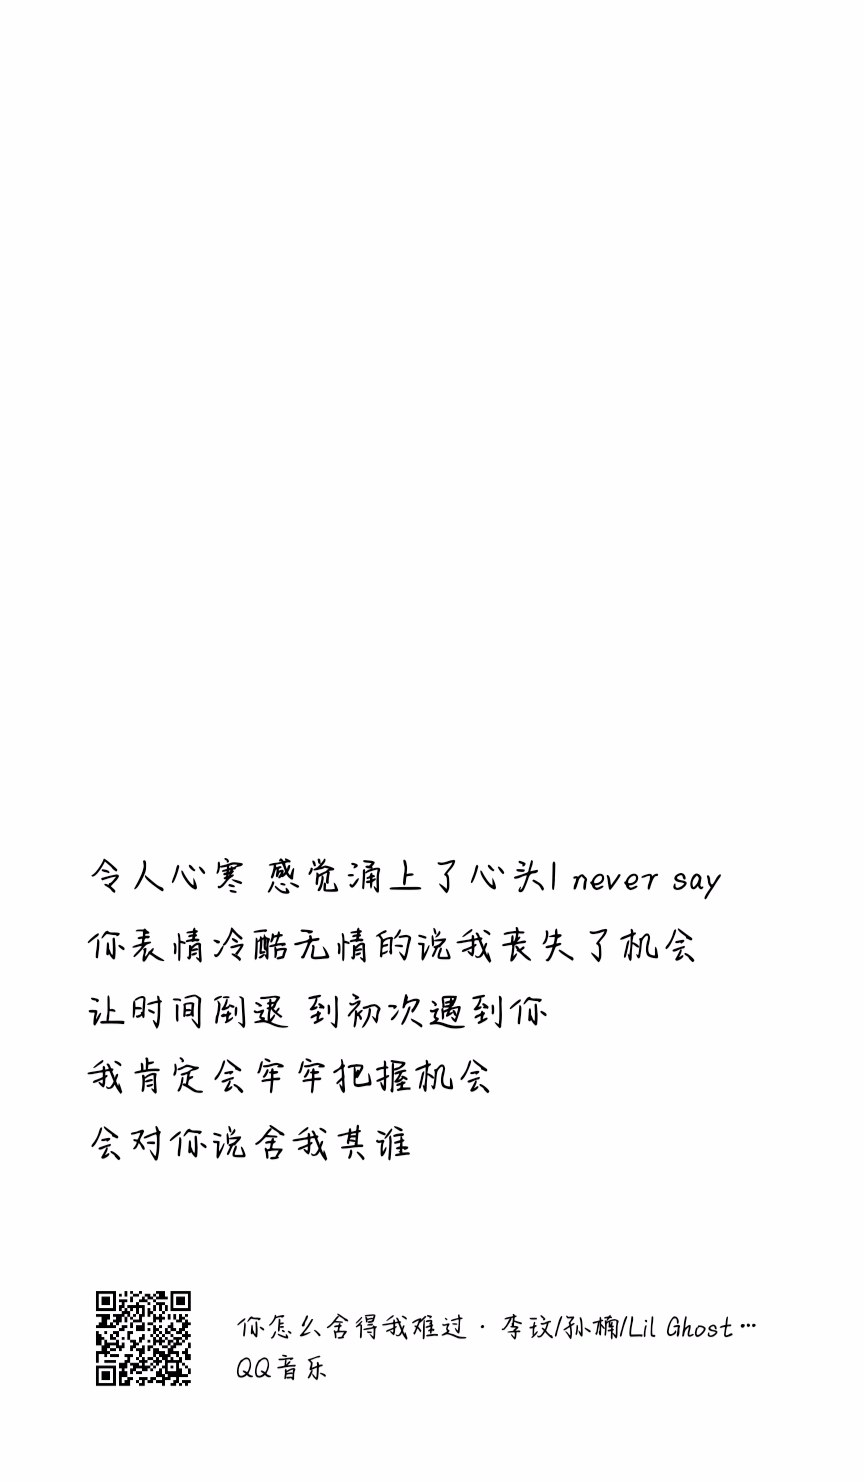 令人心寒 感觉涌上了心头I never say
你表情冷酷无情的说我丧失了机会
让时间倒退 到初次遇到你
我肯定会牢牢把握机会
会对你说舍我其谁
你怎么舍得我难过 · 李玟/孙楠/Lil Ghost…
QQ音乐